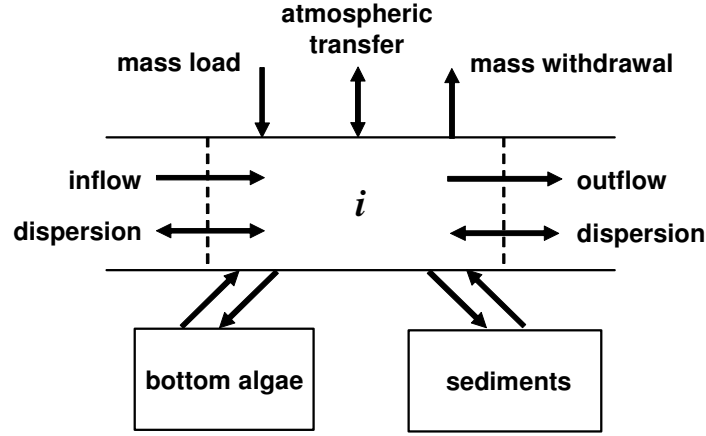 atmospheric
transfer
mass load
mass withdrawal
inflow
outflow
i
dispersion
dispersion
bottom algae
sediments